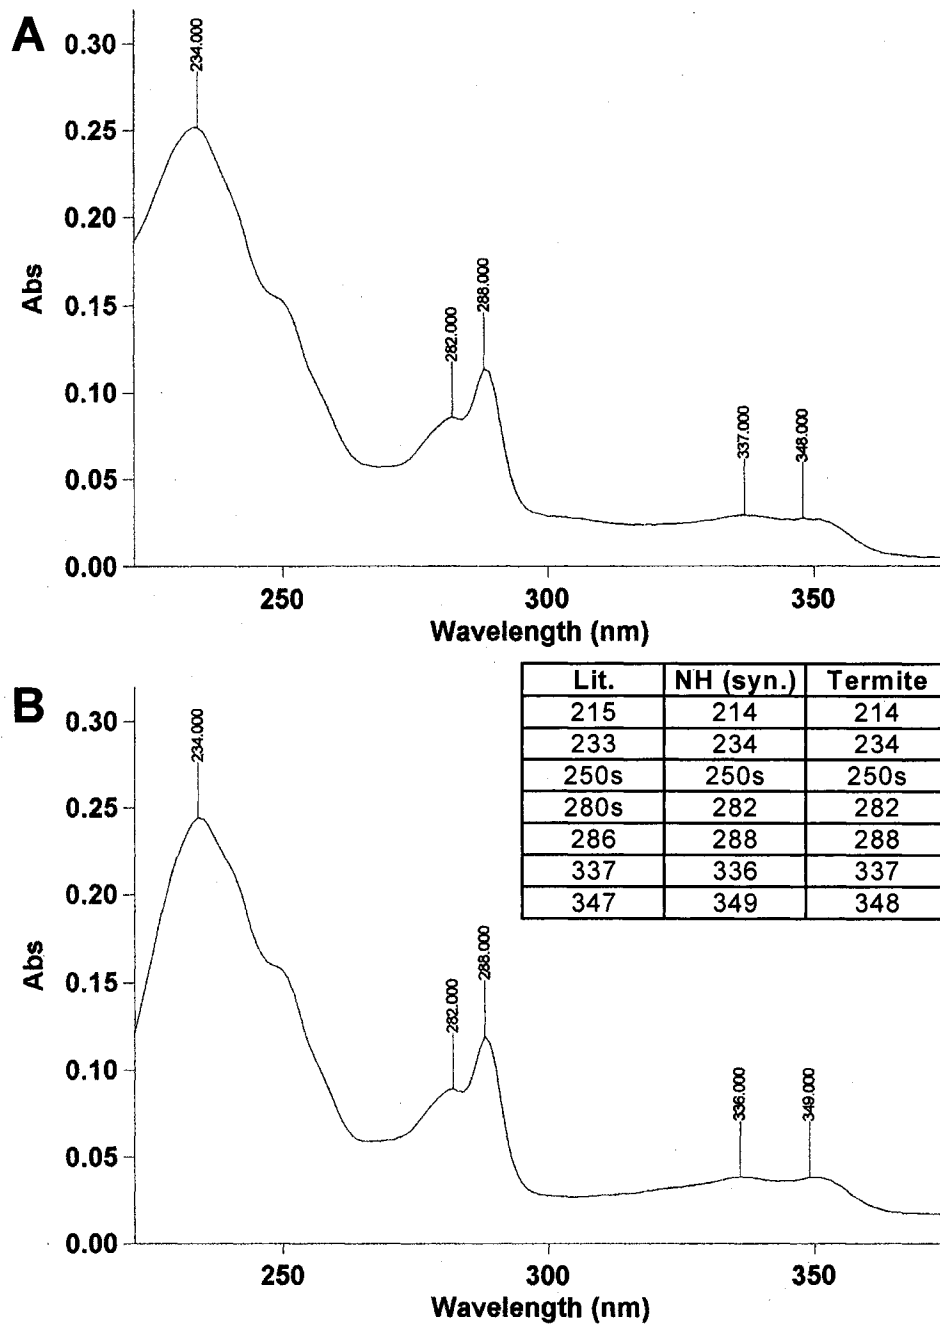 A
0.30
0.25
0.20
0.15
0.10
0.05
0.00
Abs
234.000
282.000
288.000
337.000
348.000
250
300
350
Wavelength (nm)
B
0.30
0.25
0.20
0.15
0.10
0.05
0.00
Abs
234.000
282.000
288.000
336.000
349.000
Lit. NH (syn.) Termite
215 214 214
233 234 234
250s 250s 250s
280s 282 282
286 288 288
337 336 337
347 349 348
250
300
350
Wavelength (nm)